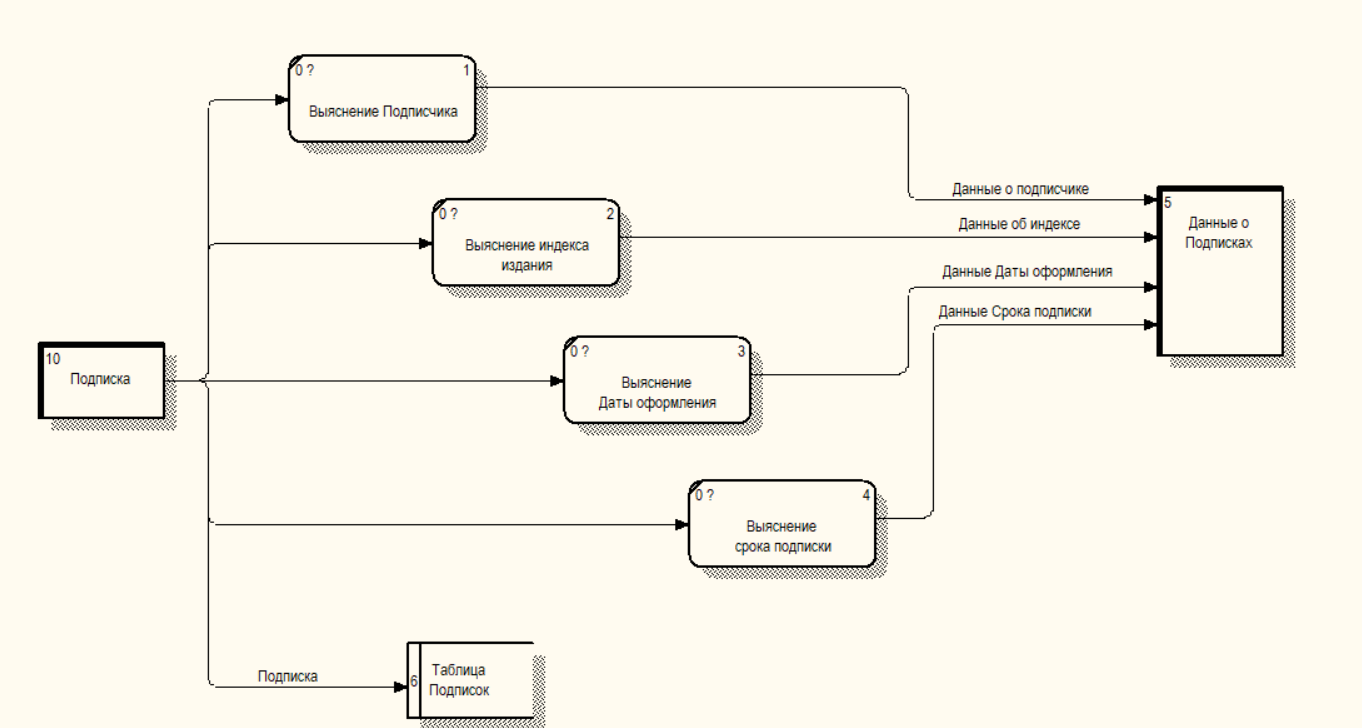 0 ?
1
Выяснение Подписчика
Данные о подписчике
5
Данные о
Подписках
0 ?
2
Выяснение индекса
издания
Данные об индексе
Данные Даты оформления
Данные Срока подписки
10
Подписка
0 ?
3
Выяснение
Даты оформления
0 ?
4
Выяснение
срока подписки
Подписка
6
Таблица
Подписок